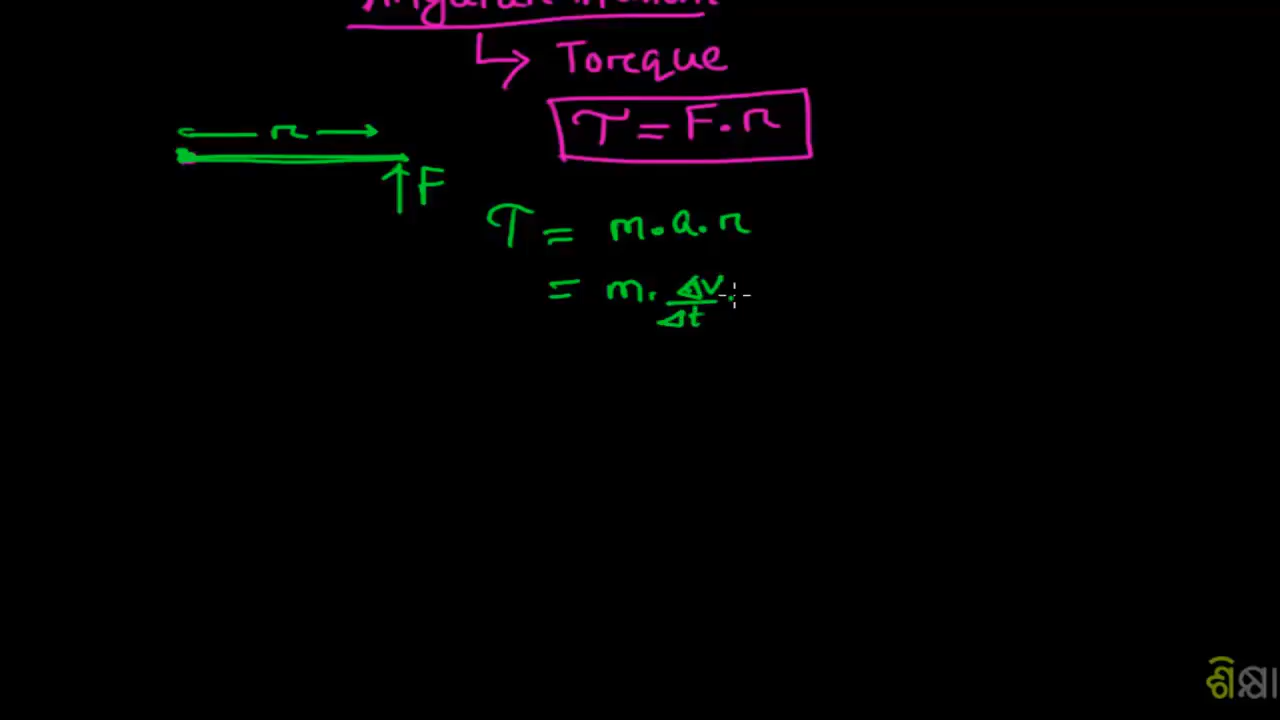 ↳ Torque
τ = F·r
r
F
τ = m·a·r
= m. Δv/Δt .
ଶିକ୍ଷା